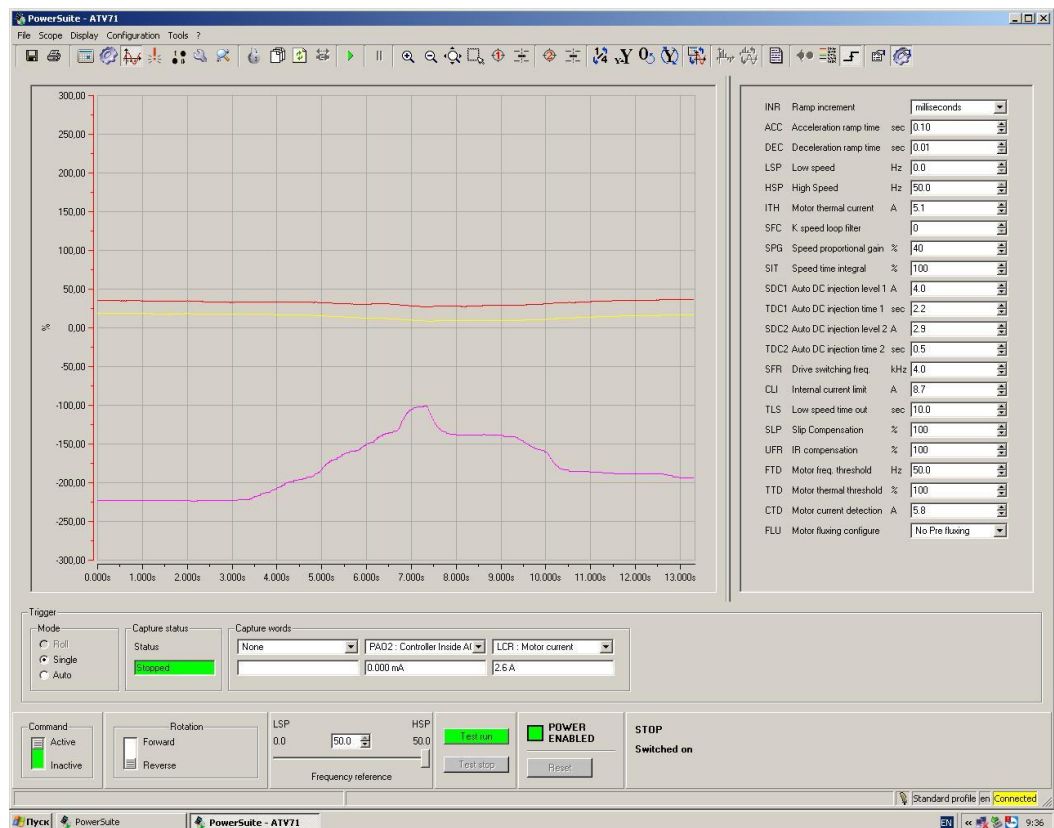 PowerSuite - ATV71
File Scope Display Configuration Tools ?
300,00
250,00
200,00
150,00
100,00
50,00
%
0,00
-50,00
-100,00
-150,00
-200,00
-250,00
-300,00
0.000s 1.000s 2.000s 3.000s 4.000s 5.000s 6.000s 7.000s 8.000s 9.000s 10.000s 11.000s 12.000s 13.000s
INR Ramp increment milliseconds
ACC Acceleration ramp time sec 0.10
DEC Deceleration ramp time sec 0.01
LSP Low speed Hz 0.0
HSP High Speed Hz 50.0
ITH Motor thermal current A 5.1
SFC K speed loop filter 0
SPG Speed proportional gain % 40
SIT Speed time integral % 100
SDC1 Auto DC injection level 1 A 4.0
TDC1 Auto DC injection time 1 sec 2.2
SDC2 Auto DC injection level 2 A 2.9
TDC2 Auto DC injection time 2 sec 0.5
SFR Drive switching freq. kHz 4.0
CLI Internal current limit A 8.7
TLS Low speed time out sec 10.0
SLP Slip Compensation % 100
UFR IR compensation % 100
FTD Motor freq. threshold Hz 50.0
TTD Motor thermal threshold % 100
CTD Motor current detection A 5.8
FLU Motor fluxing configure No Pre fluxing
Trigger
Mode
Roll
Single
Auto
Capture status
Status
Stopped
Capture words
None PAO2 : Controller Inside A( LCR : Motor current
0.000 mA 2.6 A
Command
Active
Inactive
Rotation
Forward
Reverse
LSP HSP
0.0 50.0 50.0
Frequency reference
Test run
Test stop
POWER ENABLED
Reset
STOP
Switched on
Standard profile en Connected
Пуск PowerSuite PowerSuite - ATV71 EN « 9:36